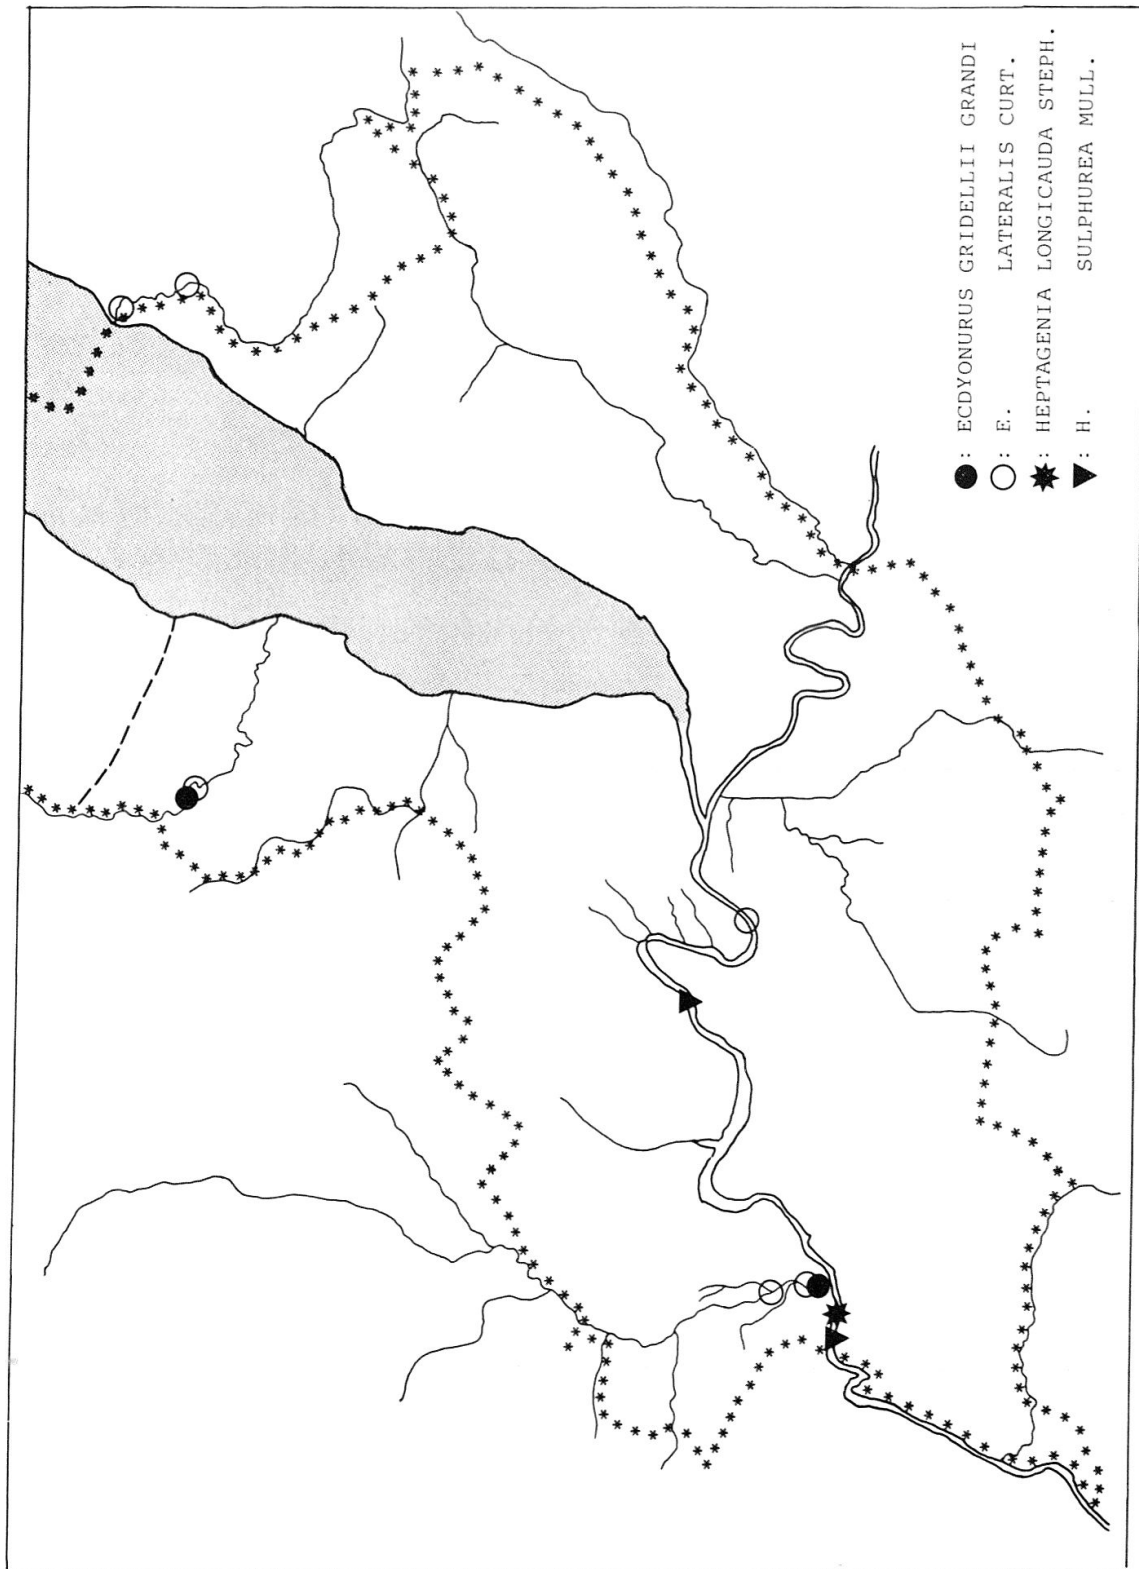 ●: ECDYONURUS GRIDELLII GRANDI
○: E. LATERALIS CURT.
✷: HEPTAGENIA LONGICAUDA STEPH.
▼: H. SULPHUREA MULL.